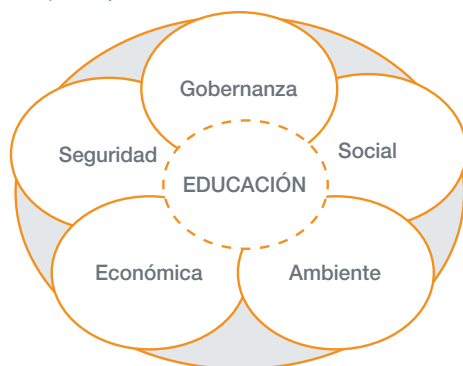 Gobernanza
Seguridad
Social
EDUCACIÓN
Económica
Ambiente